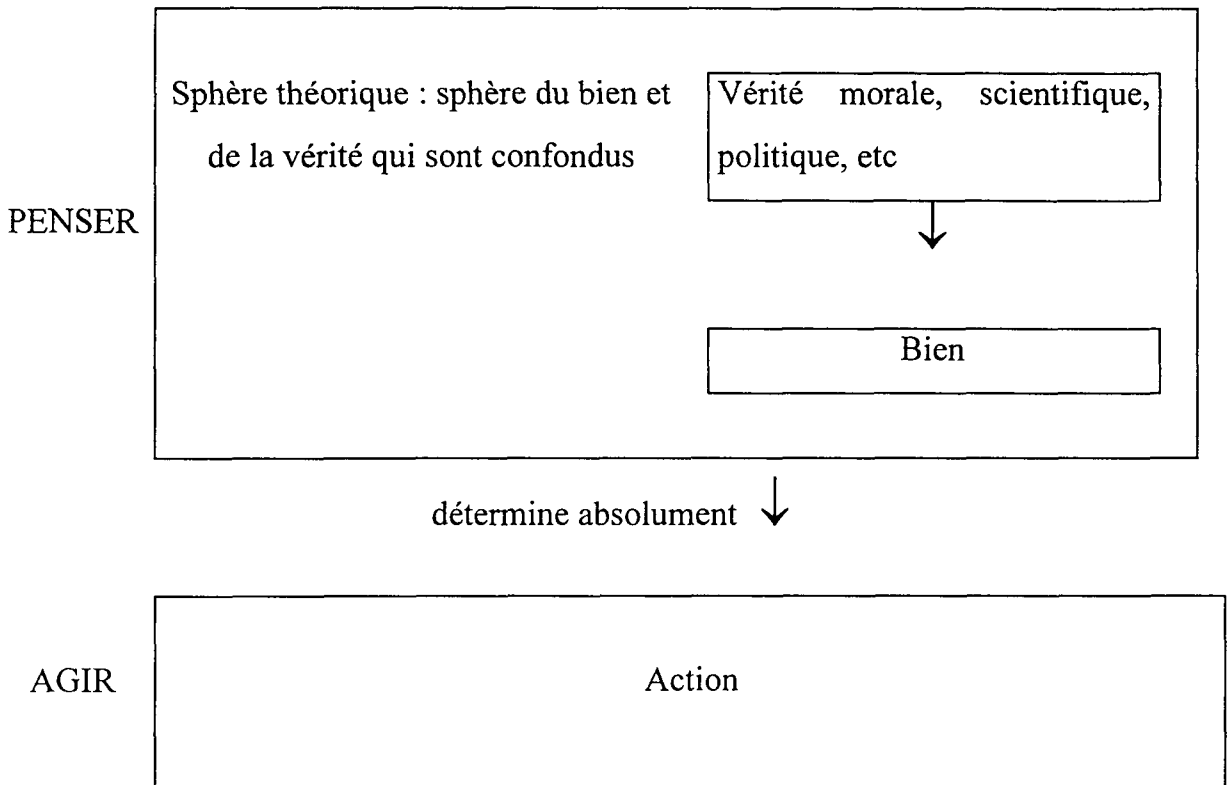 Sphère théorique : sphère du bien et
de la vérité qui sont confondus
Vérité morale, scientifique,
politique, etc
PENSER
Bien
détermine absolument
AGIR
Action